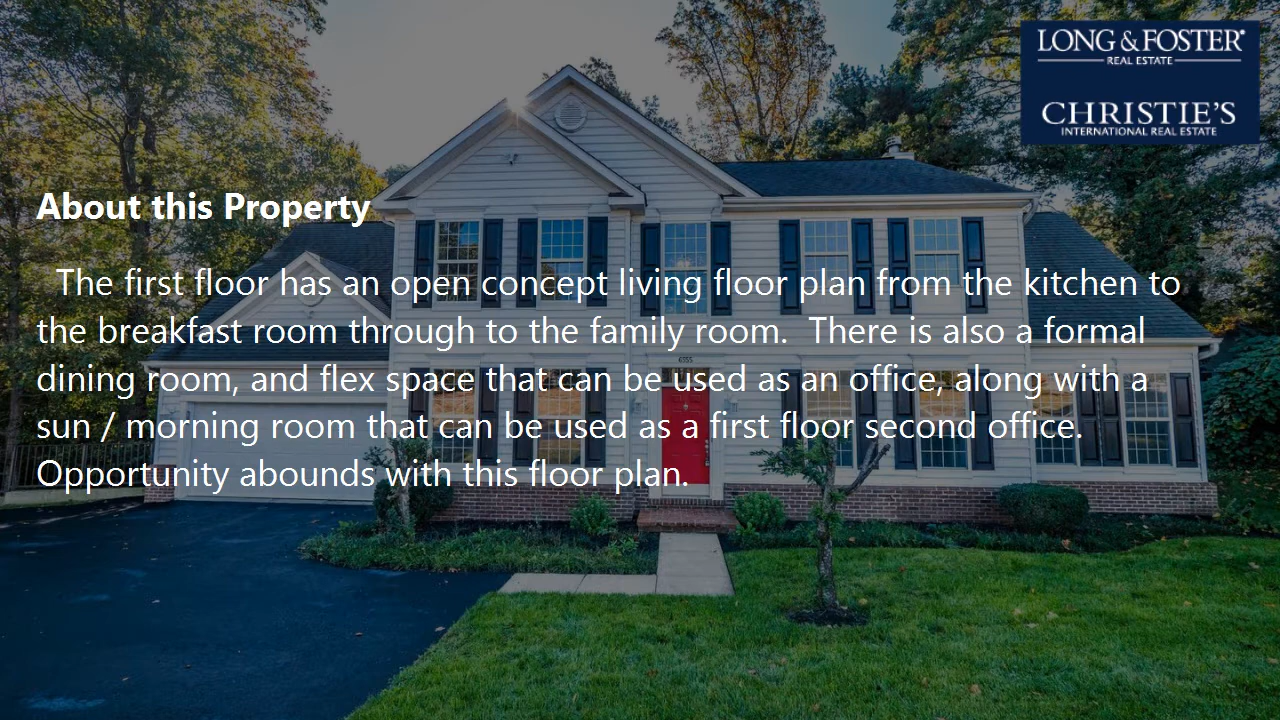 LONG & FOSTER®
REAL ESTATE
CHRISTIE'S
INTERNATIONAL REAL ESTATE
About this Property
The first floor has an open concept living floor plan from the kitchen to
the breakfast room through to the family room.  There is also a formal
dining room, and flex space that can be used as an office, along with a
sun / morning room that can be used as a first floor second office.
Opportunity abounds with this floor plan.